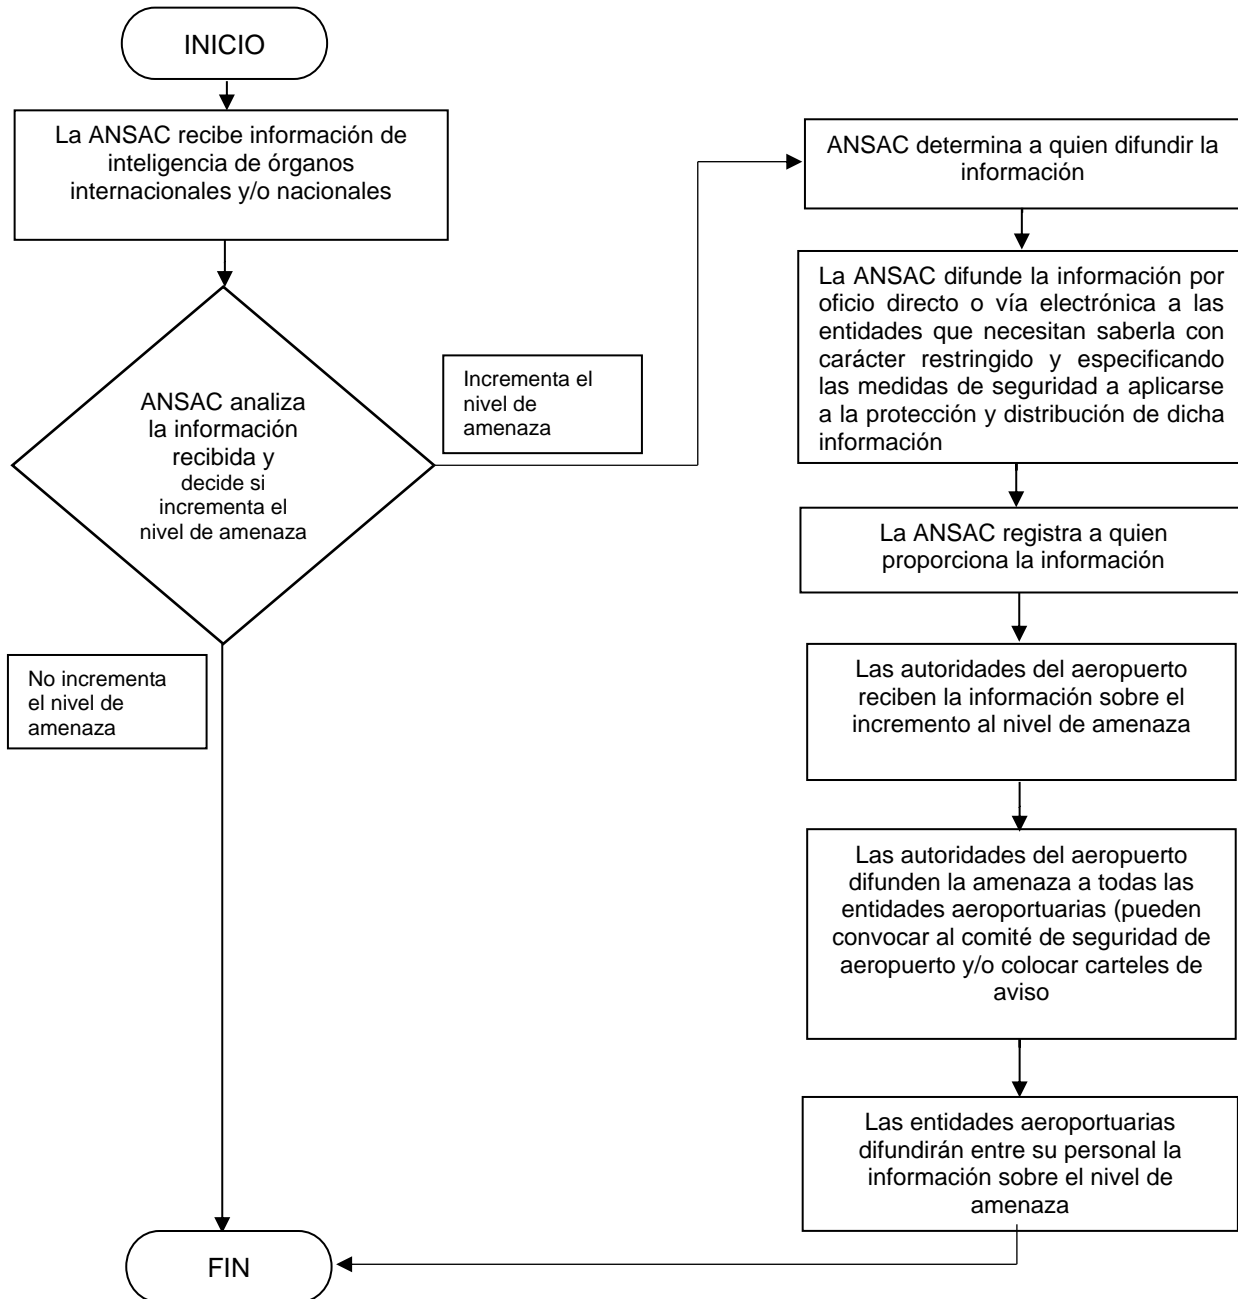 INICIO
La ANSAC recibe información de
inteligencia de órganos
internacionales y/o nacionales
ANSAC analiza
la información
recibida y
decide si
incrementa el
nivel de amenaza
Incrementa el
nivel de
amenaza
No incrementa
el nivel de
amenaza
ANSAC determina a quien difundir la
información
La ANSAC difunde la información por
oficio directo o vía electrónica a las
entidades que necesitan saberla con
carácter restringido y especificando
las medidas de seguridad a aplicarse
a la protección y distribución de dicha
información
La ANSAC registra a quien
proporciona la información
Las autoridades del aeropuerto
reciben la información sobre el
incremento al nivel de amenaza
Las autoridades del aeropuerto
difunden la amenaza a todas las
entidades aeroportuarias (pueden
convocar al comité de seguridad de
aeropuerto y/o colocar carteles de
aviso
Las entidades aeroportuarias
difundirán entre su personal la
información sobre el nivel de
amenaza
FIN